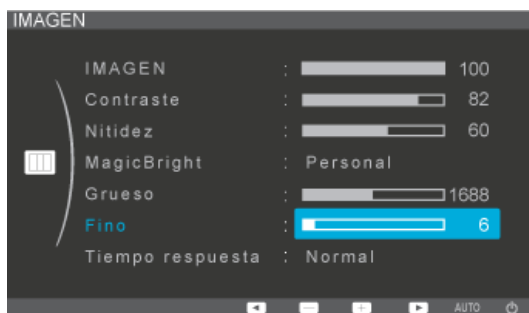 IMAGEN
IMAGEN : 100
Contraste : 82
Nitidez : 60
MagicBright : Personal
Grueso : 1688
Fino : 6
Tiempo respuesta : Normal
AUTO